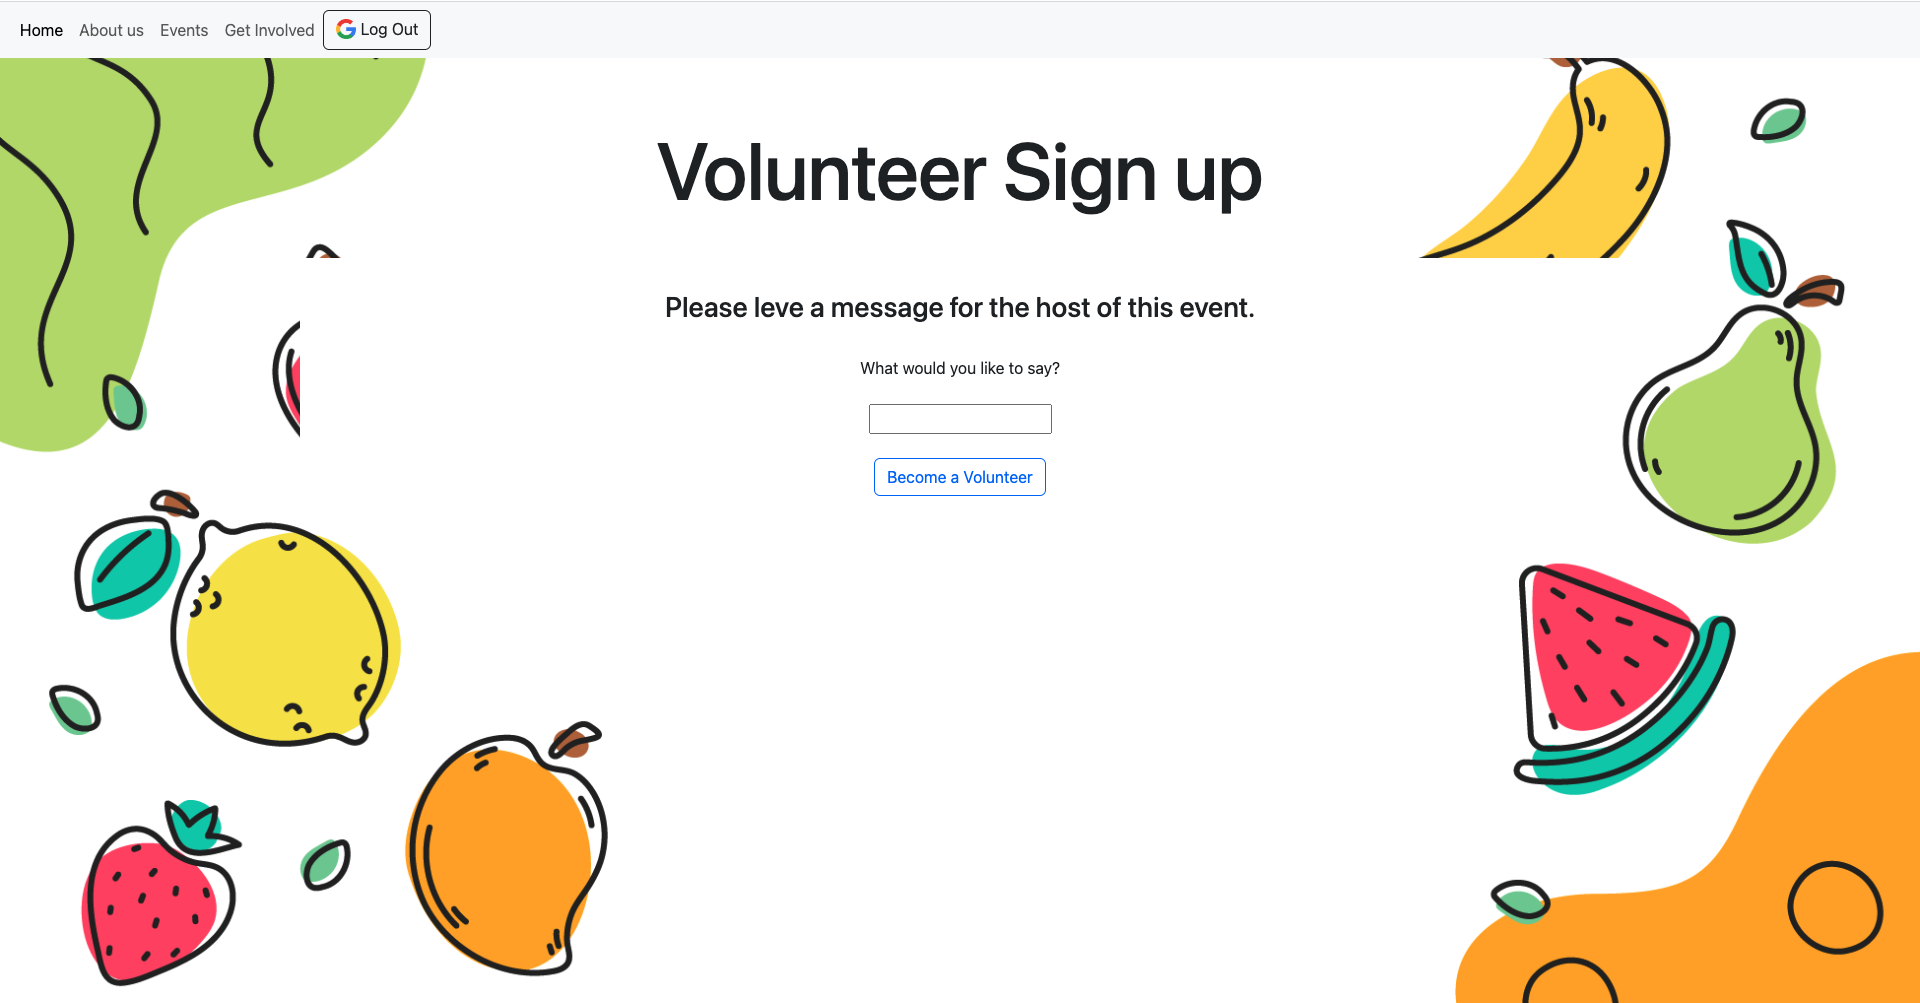 Home About us Events Get Involved Log Out
Volunteer Sign up
Please leve a message for the host of this event.
What would you like to say?
Become a Volunteer